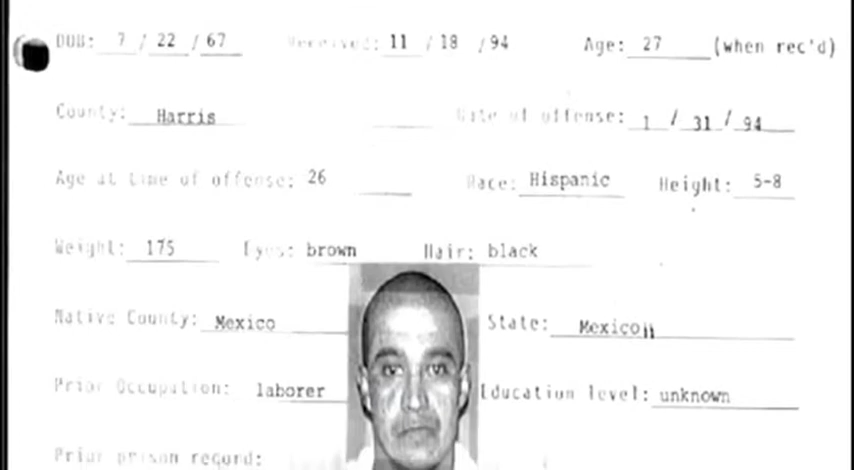 DOB: 7 / 22 / 67 Received: 11 / 18 / 94 Age: 27 (when rec'd)
County: Harris Date of offense: 1 / 31 / 94
Age at time of offense: 26 Race: Hispanic Height: 5-8
Weight: 175 Eyes: brown Hair: black
Native County: Mexico State: Mexico
Prior Occupation: laborer Education level: unknown
Prior prison record: